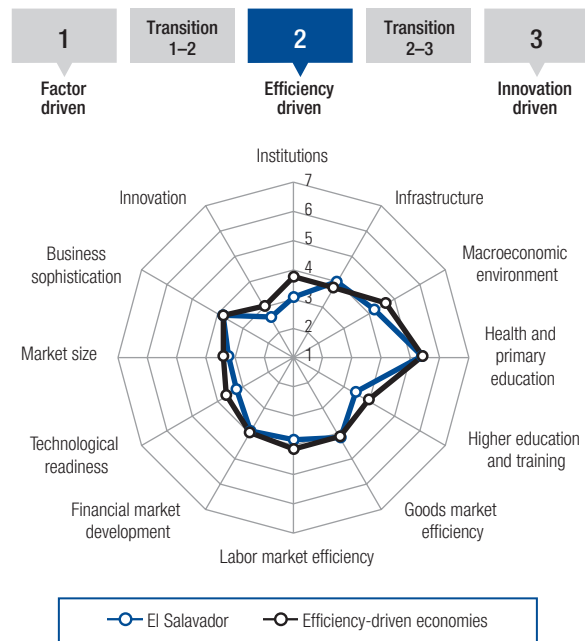 1
Transition
1–2
2
Transition
2–3
3
Factor
driven
Efficiency
driven
Innovation
driven
Institutions
Innovation
7
Infrastructure
6
Business
sophistication
5
Macroeconomic
environment
4
3
2
Market size
1
Health and
primary
education
Technological
readiness
Higher education
and training
Financial market
development
Goods market
efficiency
Labor market efficiency
El Salavador
Efficiency-driven economies